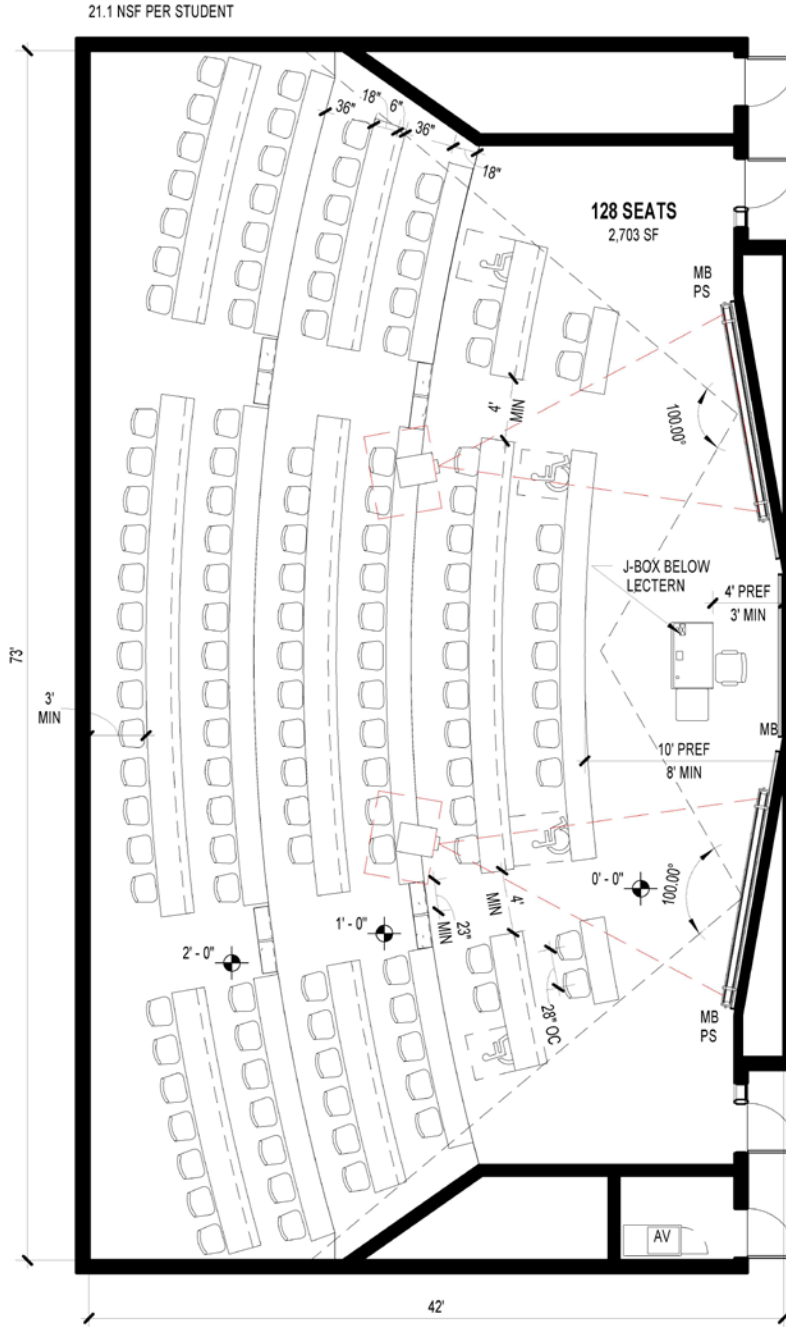 21.1 NSF PER STUDENT
18"
6"
36"
36"
18"
128 SEATS
2,703 SF
MB
PS
4'
MIN
100.00°
J-BOX BELOW
LECTERN
4' PREF
3' MIN
73'
3'
MIN
MB
10' PREF
8' MIN
0' - 0"
100.00°
4'
MIN
23"
MIN
1' - 0"
2' - 0"
28" OC
MB
PS
AV
42'